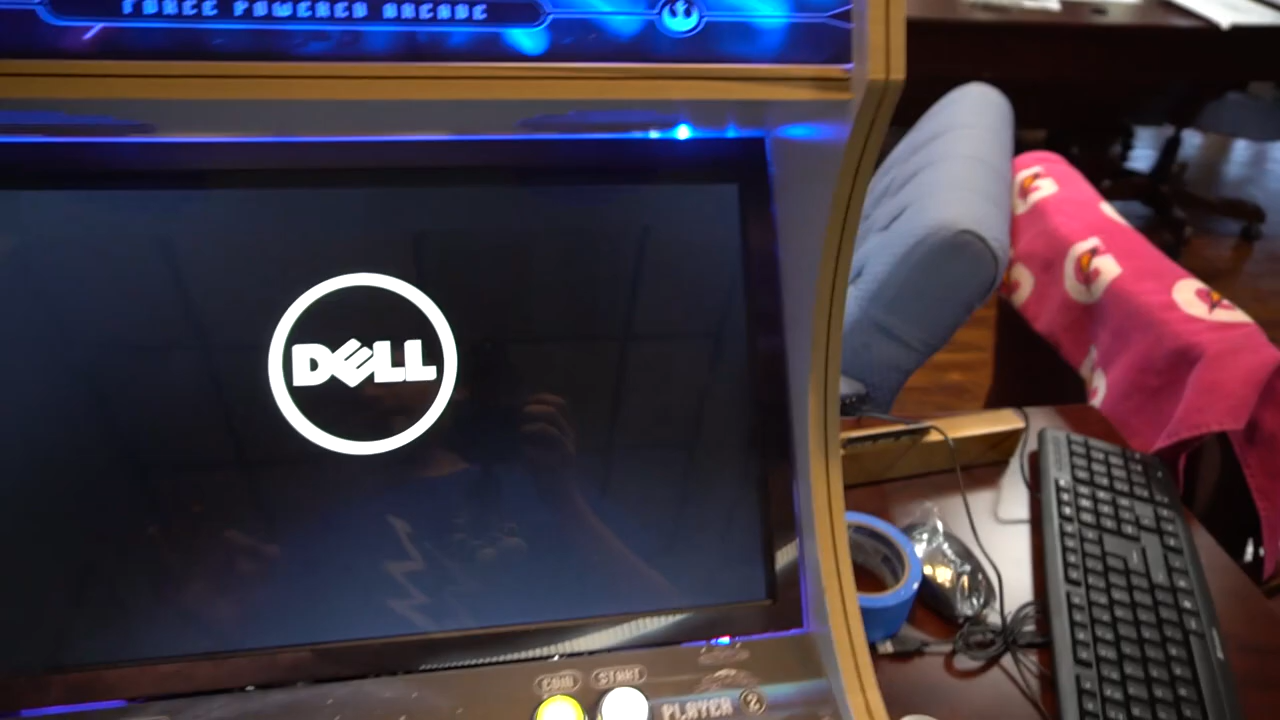 FORCE POWERED ARCADE
DELL
COIN START
PLAYER 2
G
G
G